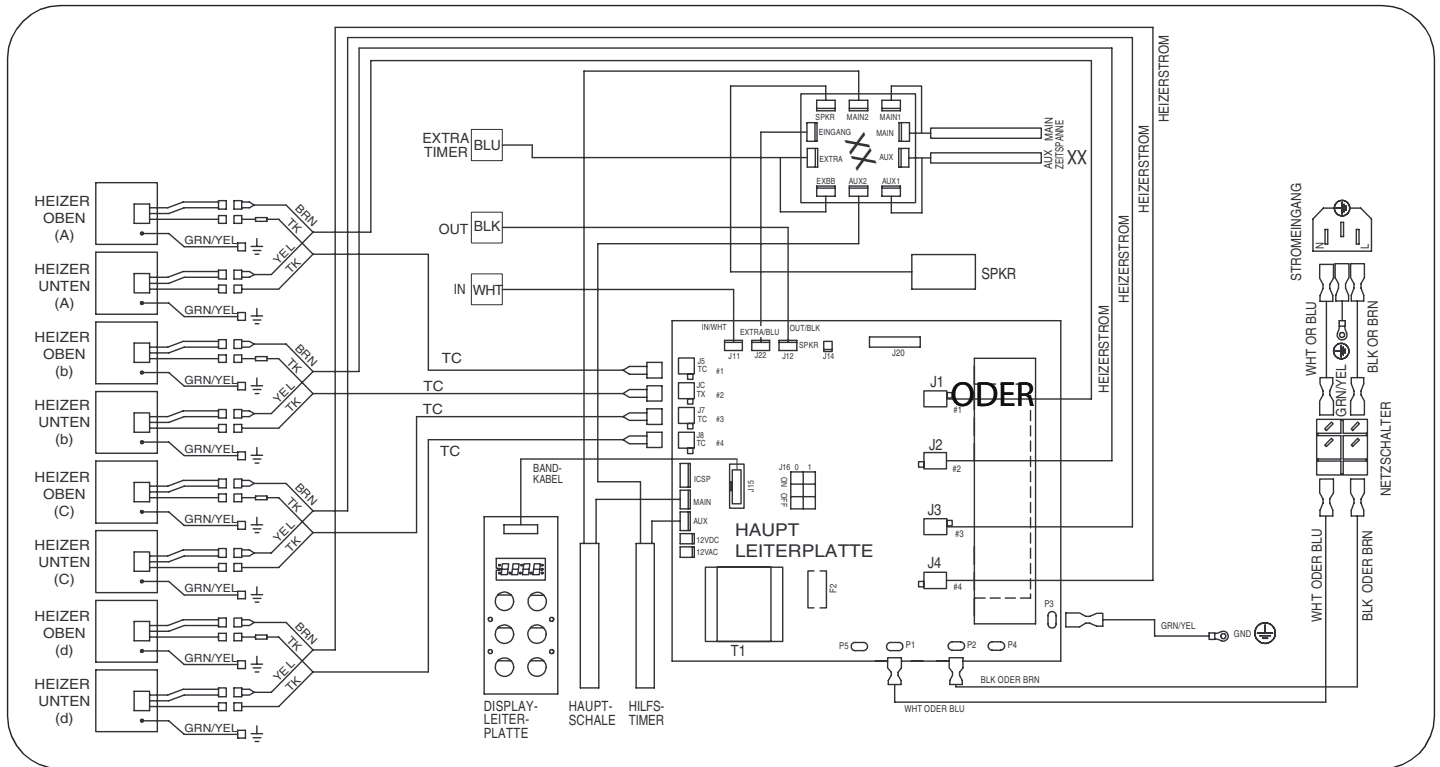 HEIZER
OBEN
(A)
BRN
TK
GRN/YEL
YEL
TK
HEIZER
UNTEN
(A)
GRN/YEL
HEIZER
OBEN
(b)
BRN
TK
GRN/YEL
YEL
TK
HEIZER
UNTEN
(b)
GRN/YEL
HEIZER
OBEN
(C)
BRN
TK
GRN/YEL
YEL
TK
HEIZER
UNTEN
(C)
GRN/YEL
HEIZER
OBEN
(d)
BRN
TK
GRN/YEL
YEL
TK
HEIZER
UNTEN
(d)
GRN/YEL
EXTRA
TIMER
BLU
OUT
BLK
IN
WHT
TC
TC
TC
TC
SPKR
MAIN2
MAIN1
EINGANG
MAIN
EXTRA
AUX
EXBB
AUX2
AUX1
XX
MAIN
AUX
ZEITSPANNE
XX
SPKR
HEIZERSTROM
HEIZERSTROM
HEIZERSTROM
HEIZERSTROM
IN/WHT
EXTRA/BLU
OUT/BLK
J11
J22
J12
SPKR
J14
J20
J5
TC
#1
JC
TX
#2
J7
TC
#3
J8
TC
#4
ICSP
MAIN
AUX
12VDC
12VAC
J15
J16
0
1
ON
OFF
HAUPT
LEITERPLATTE
T1
F2
J1
#1
ODER
J2
#2
J3
#3
J4
#4
P3
P5
P1
P2
P4
GRN/YEL
GND
BLK ODER BRN
WHT ODER BLU
BAND-
KABEL
8.8.8.8.
DISPLAY-
LEITER-
PLATTE
HAUPT-
SCHALE
HILFS-
TIMER
STROMEINGANG
N
L
WHT OR BLU
GRN/YEL
BLK OR BRN
NETZSCHALTER
WHT ODER BLU
BLK ODER BRN